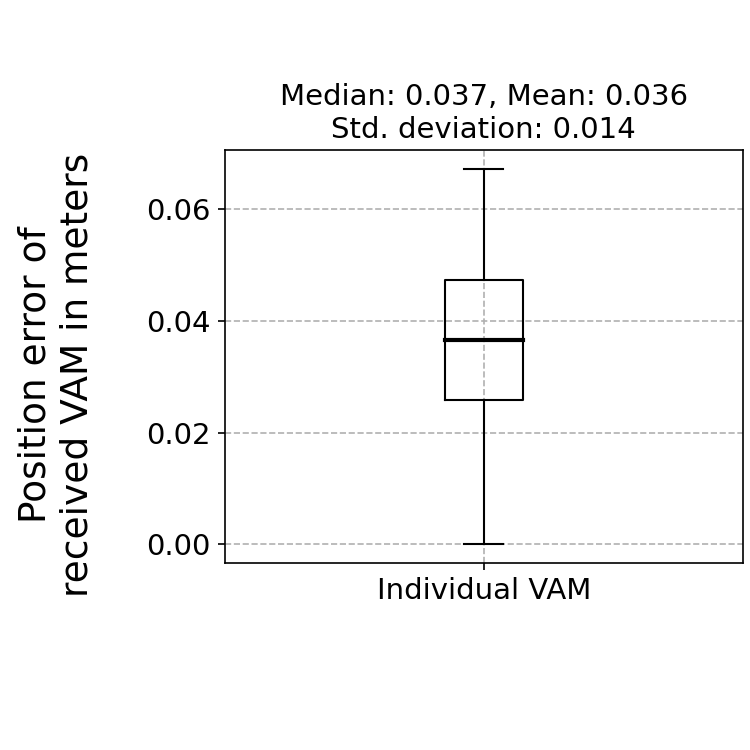 Median: 0.037, Mean: 0.036
Std. deviation: 0.014
Position error of
received VAM in meters
0.06
0.04
0.02
0.00
Individual VAM